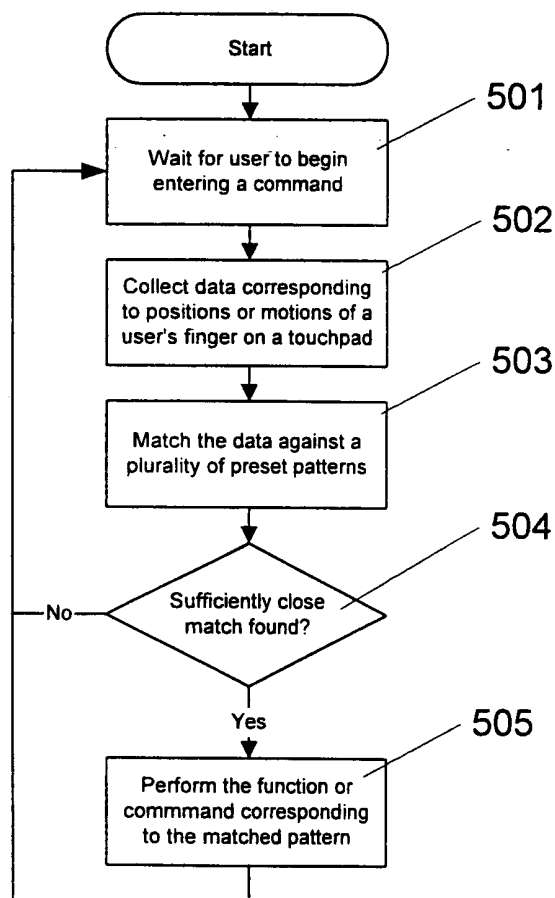 Start
501
Wait for user to begin
entering a command
502
Collect data corresponding
to positions or motions of a
user's finger on a touchpad
503
Match the data against a
plurality of preset patterns
504
Sufficiently close
match found?
No
Yes
505
Perform the function or
commmand corresponding
to the matched pattern